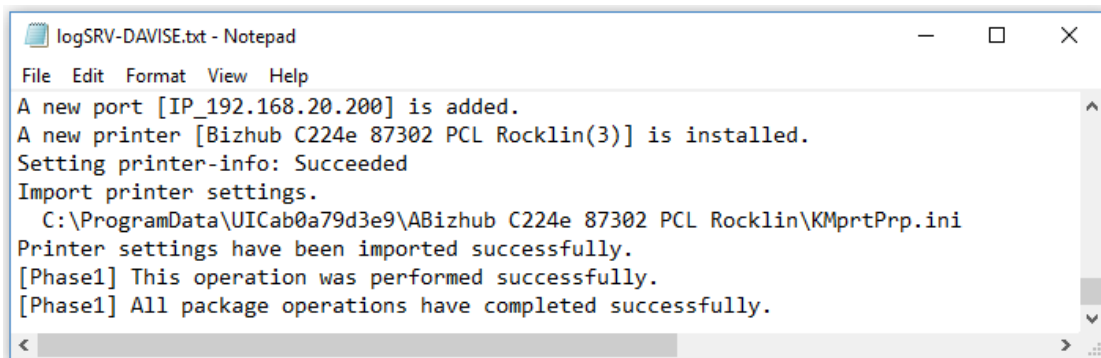 logSRV-DAVISE.txt - Notepad
File Edit Format View Help
A new port [IP_192.168.20.200] is added.
A new printer [Bizhub C224e 87302 PCL Rocklin(3)] is installed.
Setting printer-info: Succeeded
Import printer settings.
C:\ProgramData\UICab0a79d3e9\ABizhub C224e 87302 PCL Rocklin\KMprtPrp.ini
Printer settings have been imported successfully.
[Phase1] This operation was performed successfully.
[Phase1] All package operations have completed successfully.